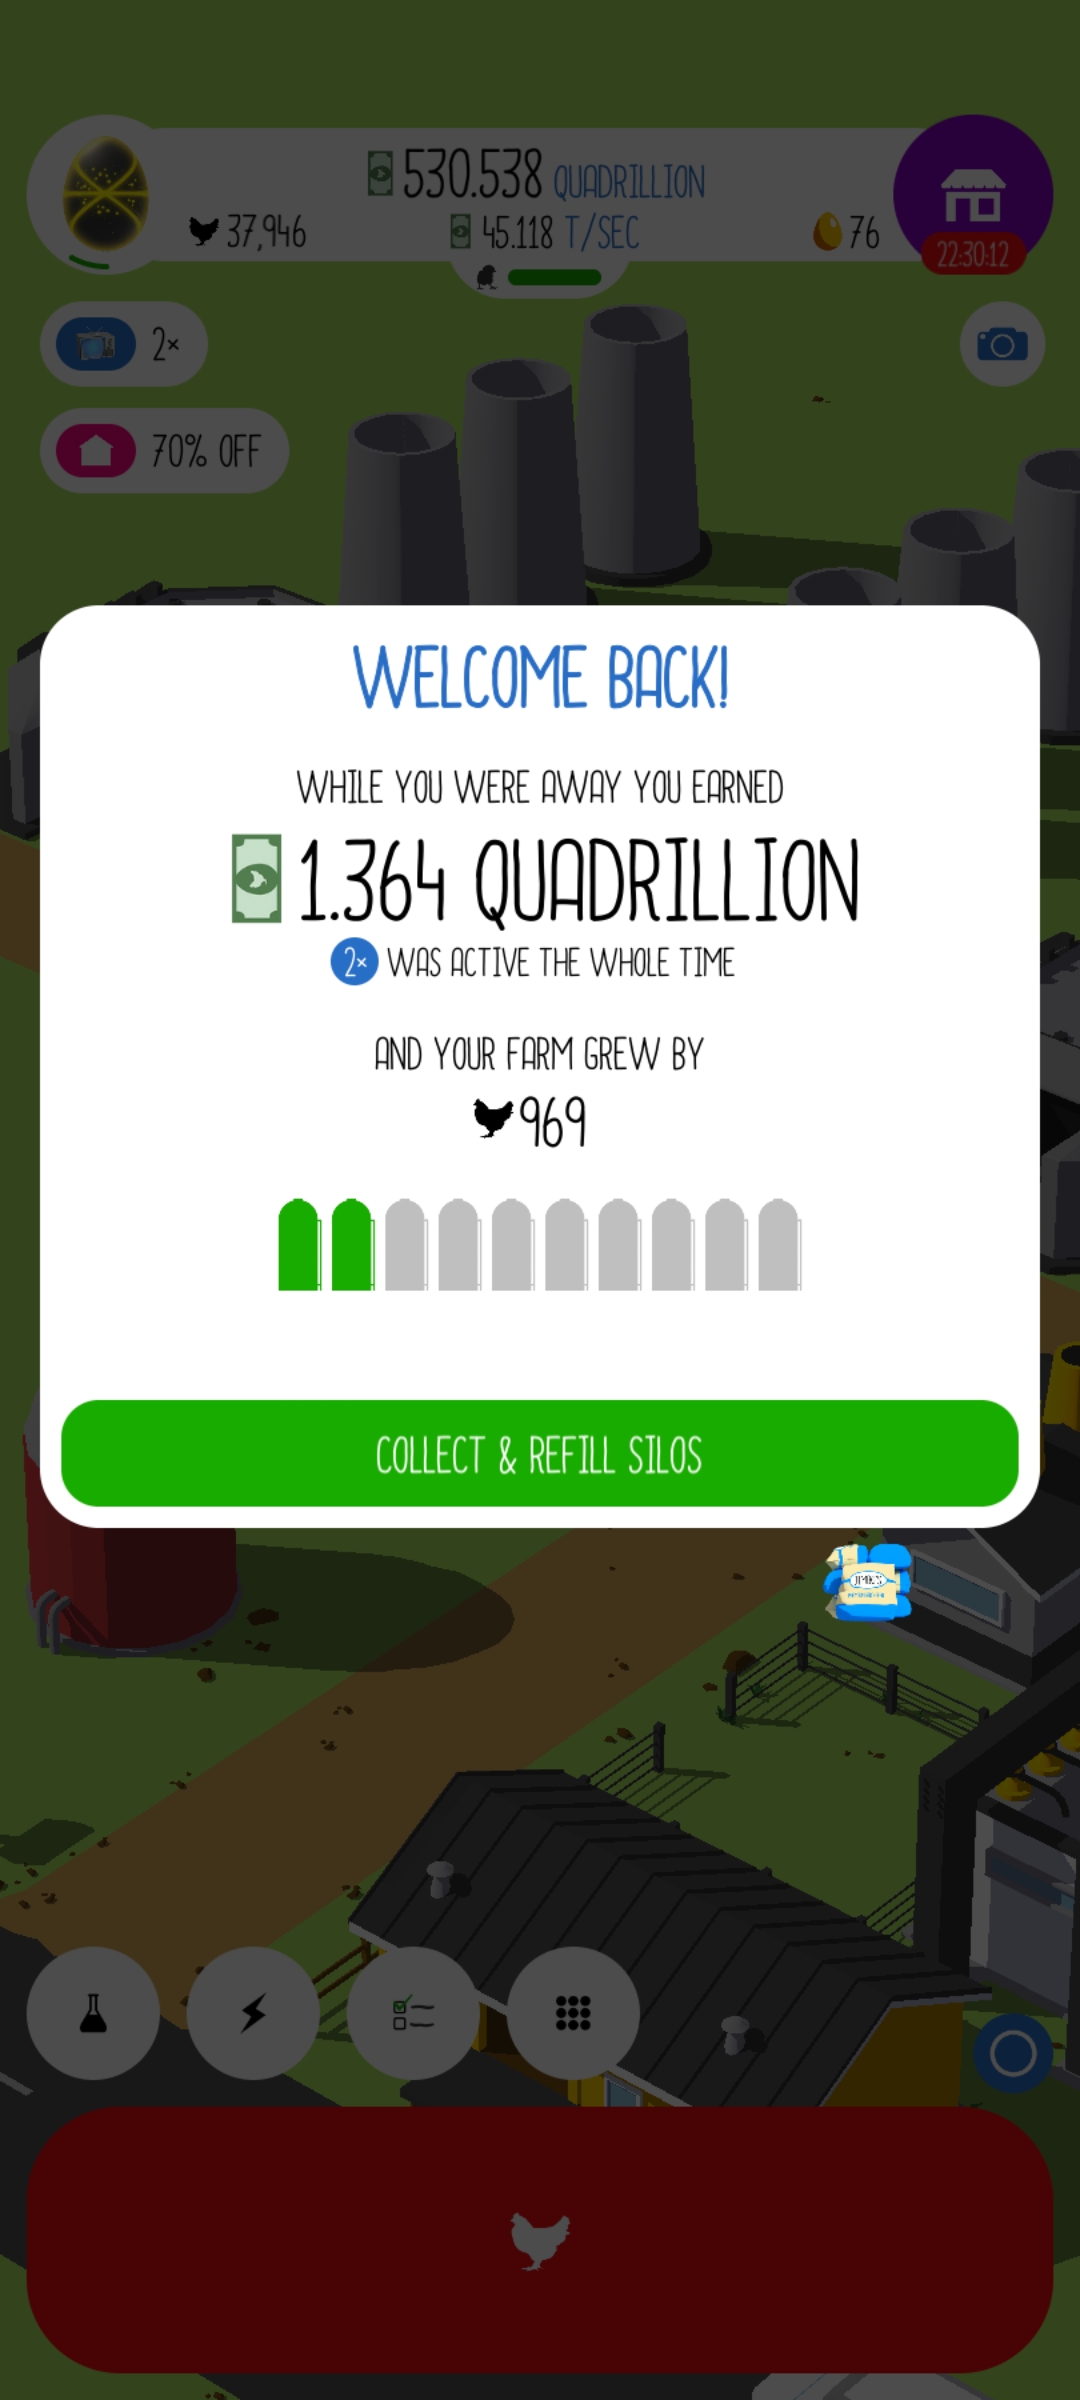 530.538 QUADRILLION
37,946
45.118 T/SEC
76
22:30:12
2×
70% OFF
WELCOME BACK!
WHILE YOU WERE AWAY YOU EARNED
1.364 QUADRILLION
2× WAS ACTIVE THE WHOLE TIME
AND YOUR FARM GREW BY
969
COLLECT & REFILL SILOS